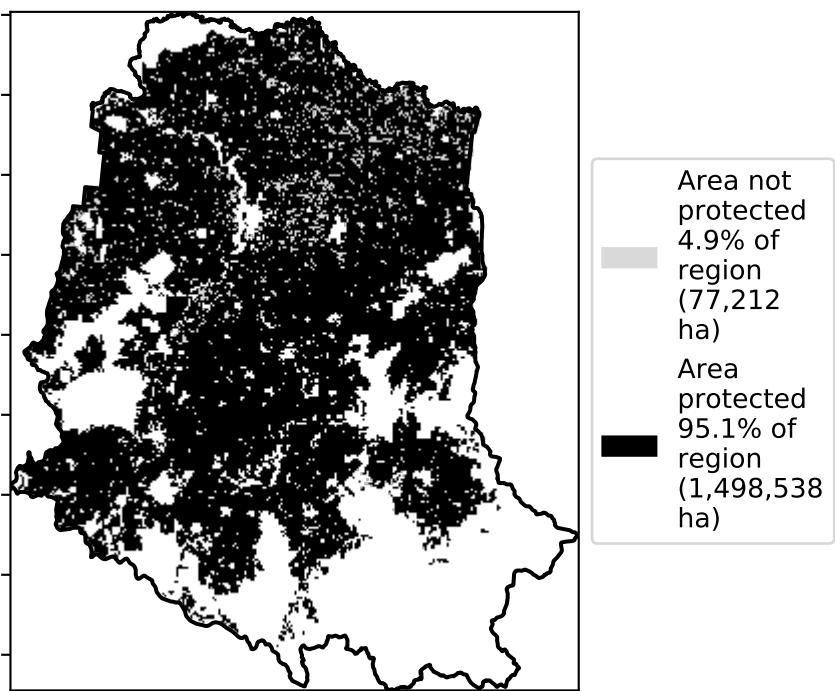 Area not
protected
4.9% of
region
(77,212
ha)
Area
protected
95.1% of
region
(1,498,538
ha)